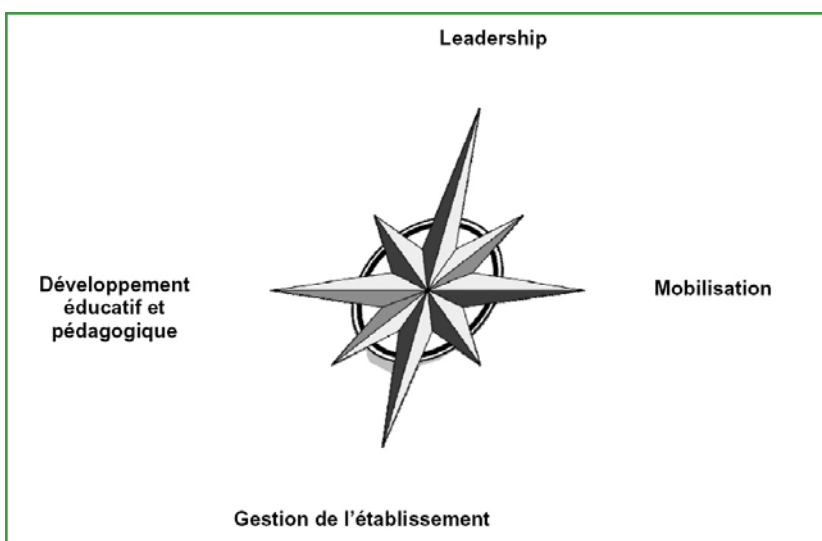 Leadership
Développement
éducatif et
pédagogique
Mobilisation
Gestion de l'établissement